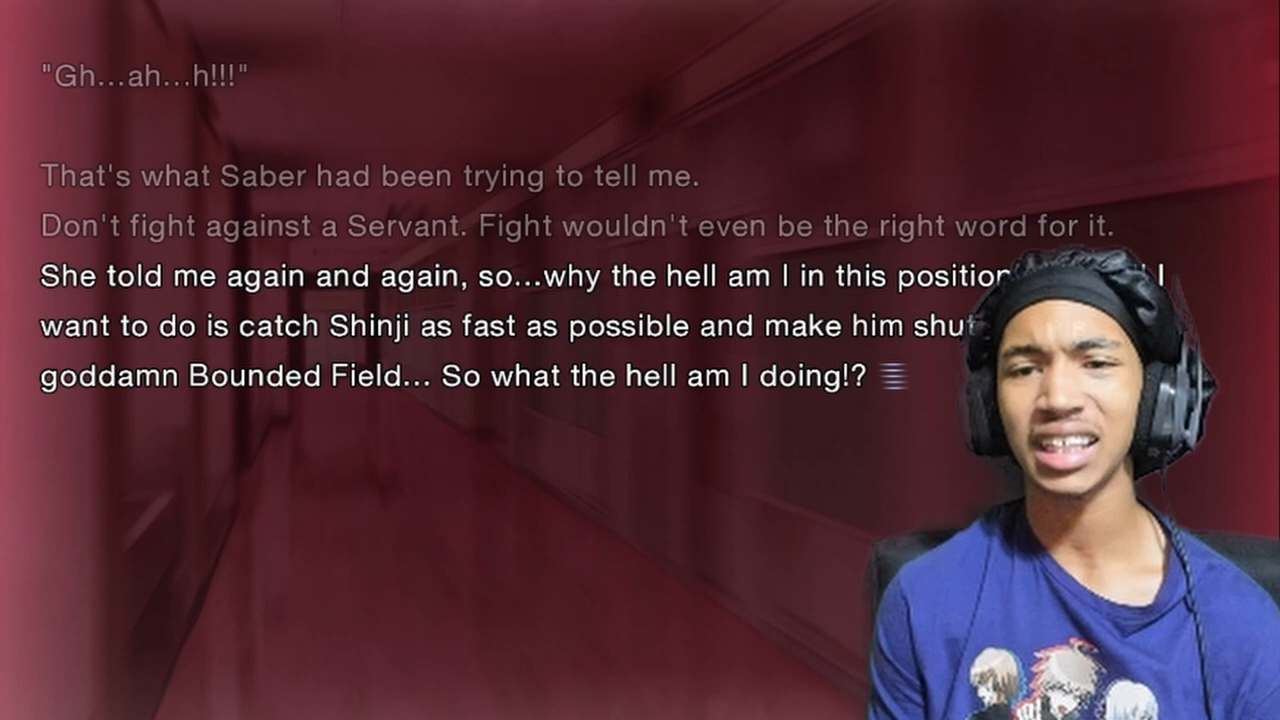 "Gh...ah...h!!!"
That's what Saber had been trying to tell me.
Don't fight against a Servant. Fight wouldn't even be the right word for it.
She told me again and again, so...why the hell am I in this position I
want to do is catch Shinji as fast as possible and make him
goddamn Bounded Field... So what the hell am I doing!?